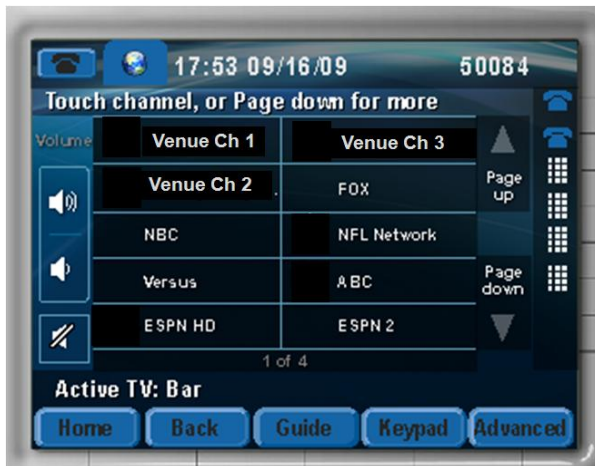 17:53 09/16/09 50084
Touch channel, or Page down for more
Volume
Venue Ch 1 Venue Ch 3
Venue Ch 2 FOX
Page up
NBC NFL Network
Versus ABC
Page down
ESPN HD ESPN 2
1 of 4
Active TV: Bar
Home Back Guide Keypad Advanced